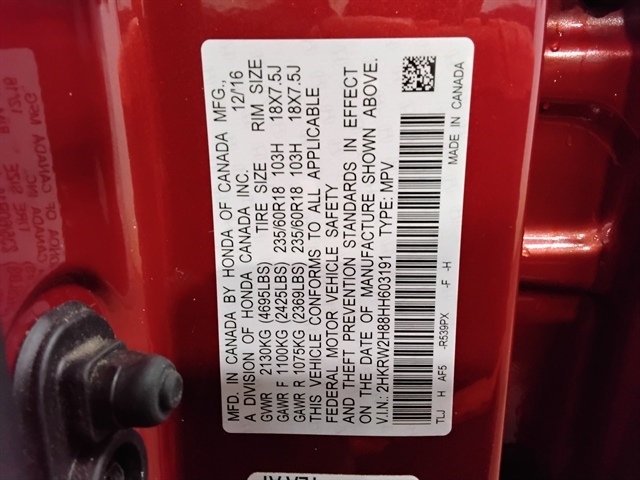 MFD. IN CANADA BY HONDA OF CANADA MFG.,
A DIVISION OF HONDA CANADA INC. 12/'16
TIRE SIZE RIM SIZE
GVWR 2130KG (4695LBS)
GAWR F 1100KG (2425LBS) 235/60R18 103H 18X7.5J
GAWR R 1075KG (2369LBS) 235/60R18 103H 18X7.5J
THIS VEHICLE CONFORMS TO ALL APPLICABLE
FEDERAL MOTOR VEHICLE SAFETY
AND THEFT PREVENTION STANDARDS IN EFFECT
ON THE DATE OF MANUFACTURE SHOWN ABOVE.
V.I.N.: 2HKRW2H88HH603191 TYPE: MPV
TLJ H AF5 -R539PX -F -H
MADE IN CANADA